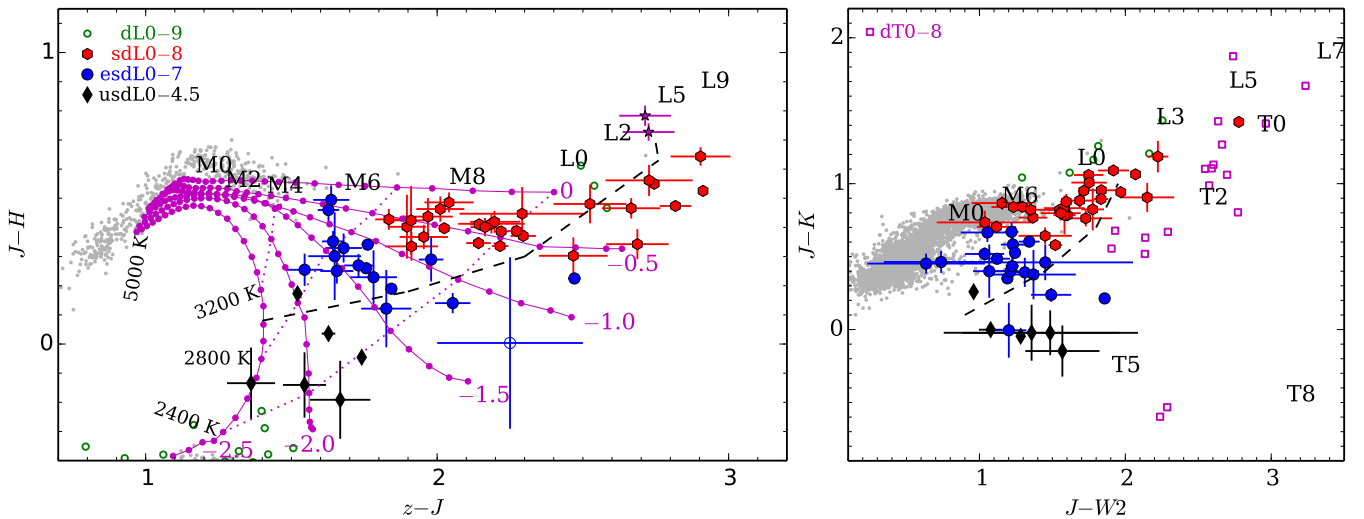 dL0−9
sdL0−8
esdL0−7
usdL0−4.5
M0
M2
M4
M6
M8
L0
L2
L5
L9
5000 K
3200 K
2800 K
2400 K
0
−0.5
−1.0
−1.5
−2.0
−2.5
1
0
1
2
3
J−H
z−J
dT0−8
M0
M6
L0
L3
L5
L7
T0
T2
T5
T8
2
1
0
1
2
3
J−K
J−W2